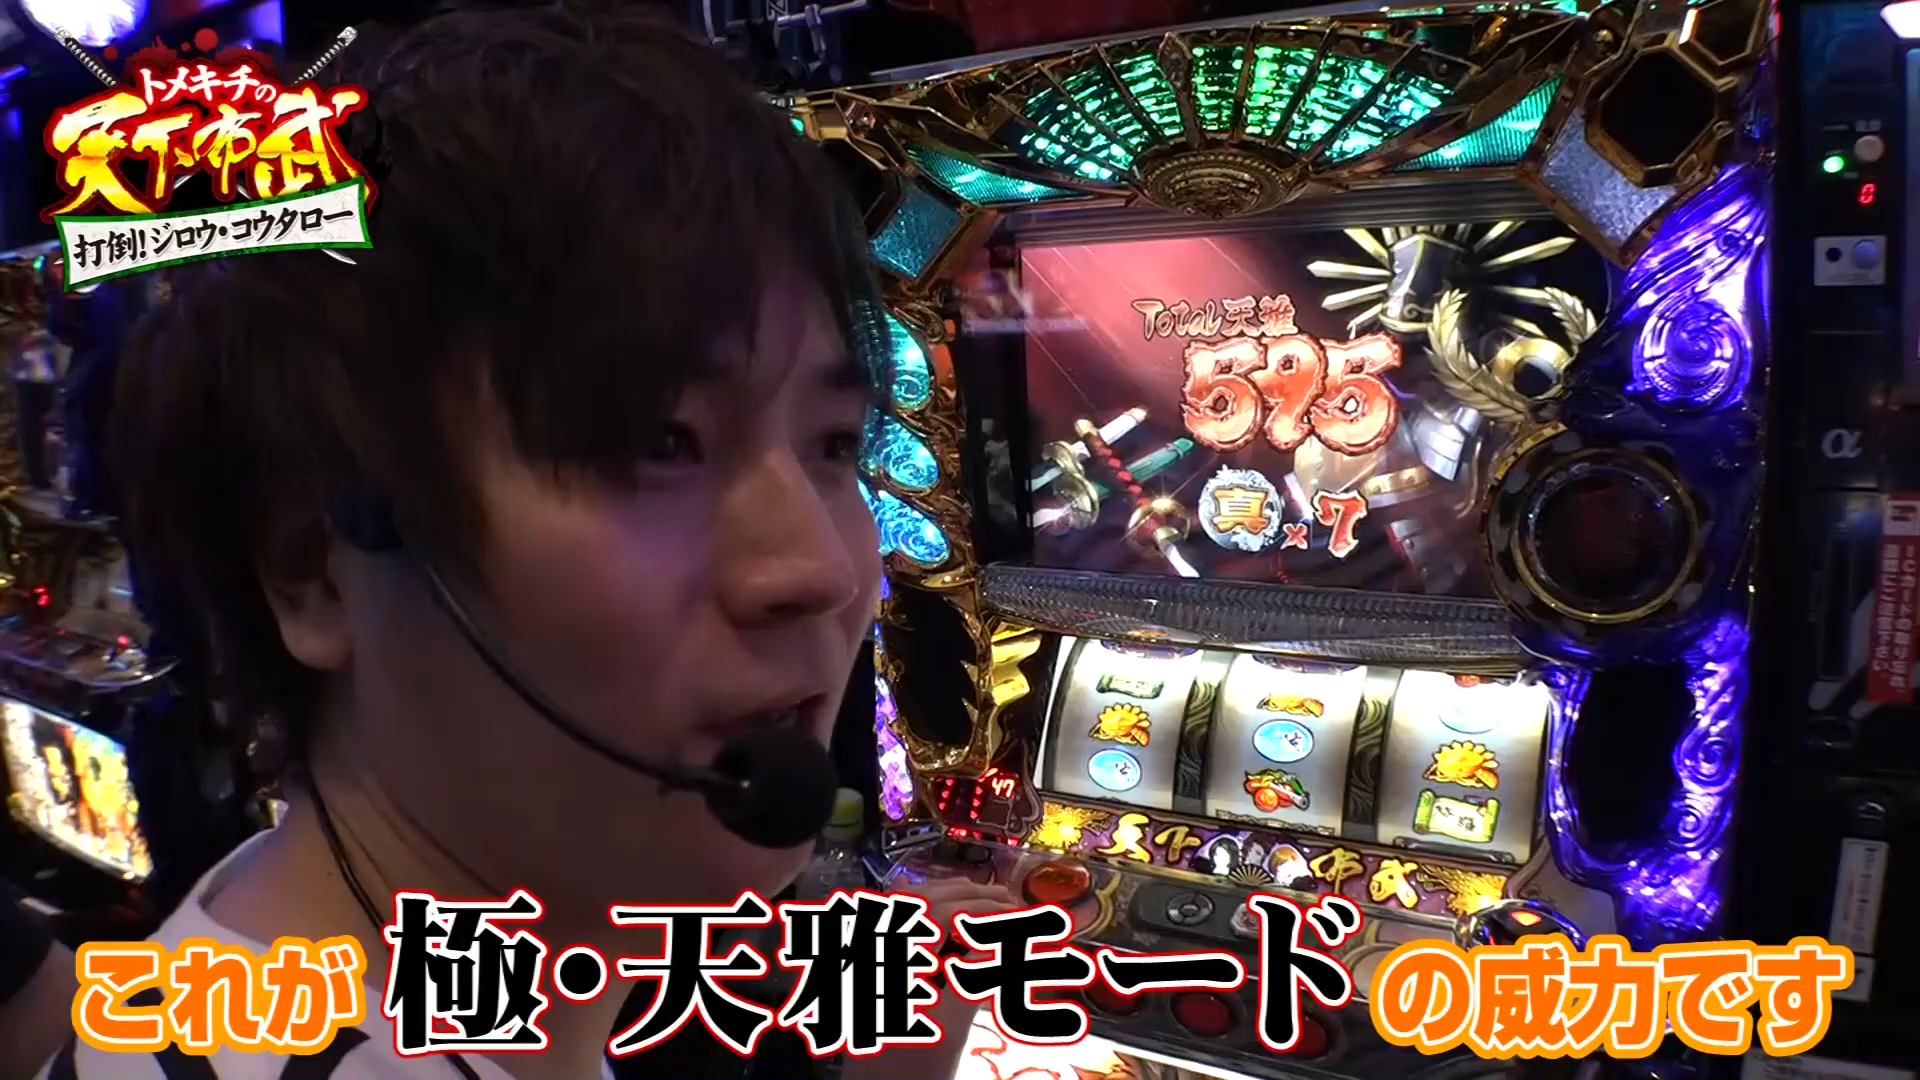 トメキチの
天下布武
打倒!ジロウ・コウタロー
Total天雅
595
真×7
0
α
47
天下布武
これが極・天雅モードの威力です